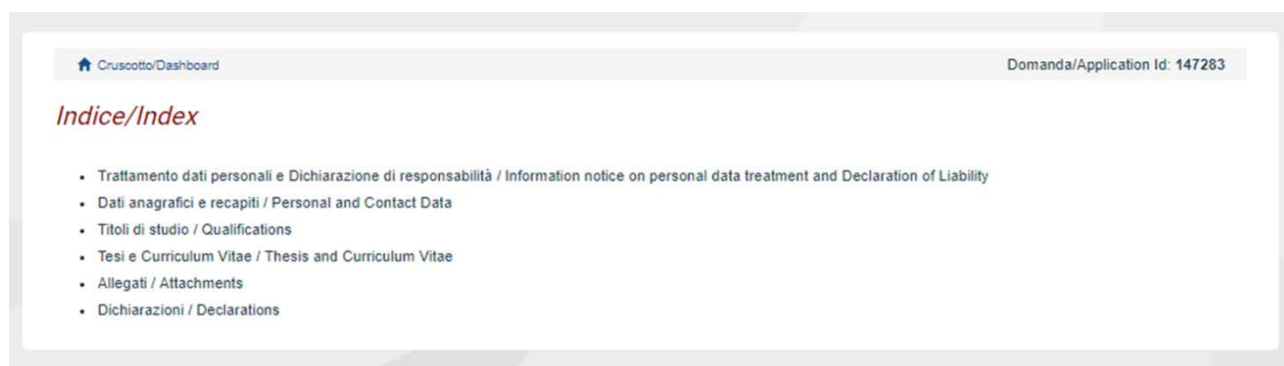 Cruscotto/Dashboard
Domanda/Application Id: 147283
Indice/Index
• Trattamento dati personali e Dichiarazione di responsabilità / Information notice on personal data treatment and Declaration of Liability
• Dati anagrafici e recapiti / Personal and Contact Data
• Titoli di studio / Qualifications
• Tesi e Curriculum Vitae / Thesis and Curriculum Vitae
• Allegati / Attachments
• Dichiarazioni / Declarations